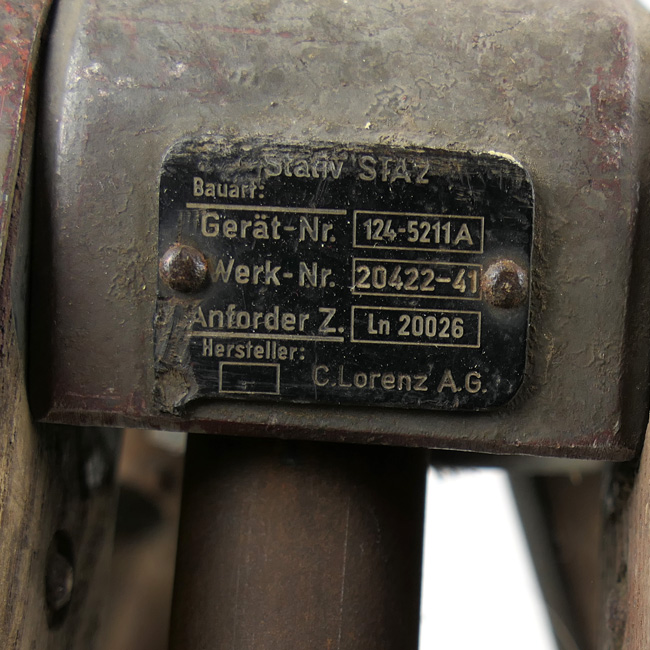 Stativ STAZ
Bauart:
Gerät-Nr. 124-5211A
Werk-Nr. 20422-41
Anforder Z. Ln 20026
Hersteller:
C.Lorenz A.G.